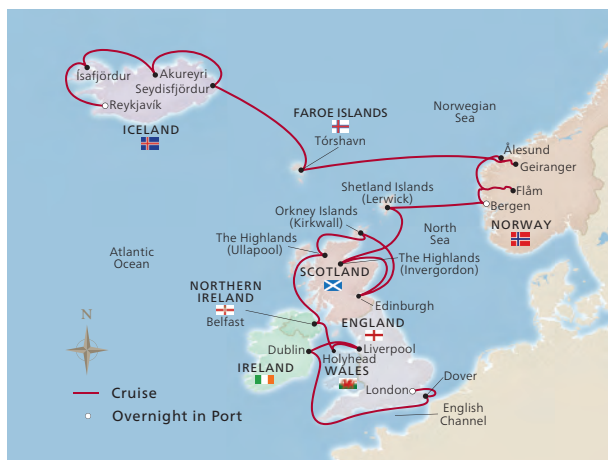 Ísafjördur
Akureyri
Seydisfjördur
Reykjavík
ICELAND
FAROE ISLANDS
Tórshavn
Norwegian
Sea
Ålesund
Geiranger
Flåm
Bergen
NORWAY
Shetland Islands
(Lerwick)
Orkney Islands
(Kirkwall)
North
Sea
The Highlands
(Ullapool)
The Highlands
(Invergordon)
SCOTLAND
Atlantic
Ocean
Edinburgh
NORTHERN
IRELAND
Belfast
ENGLAND
Dublin
Liverpool
Holyhead
IRELAND
WALES
London
Dover
English
Channel
N
Cruise
Overnight in Port